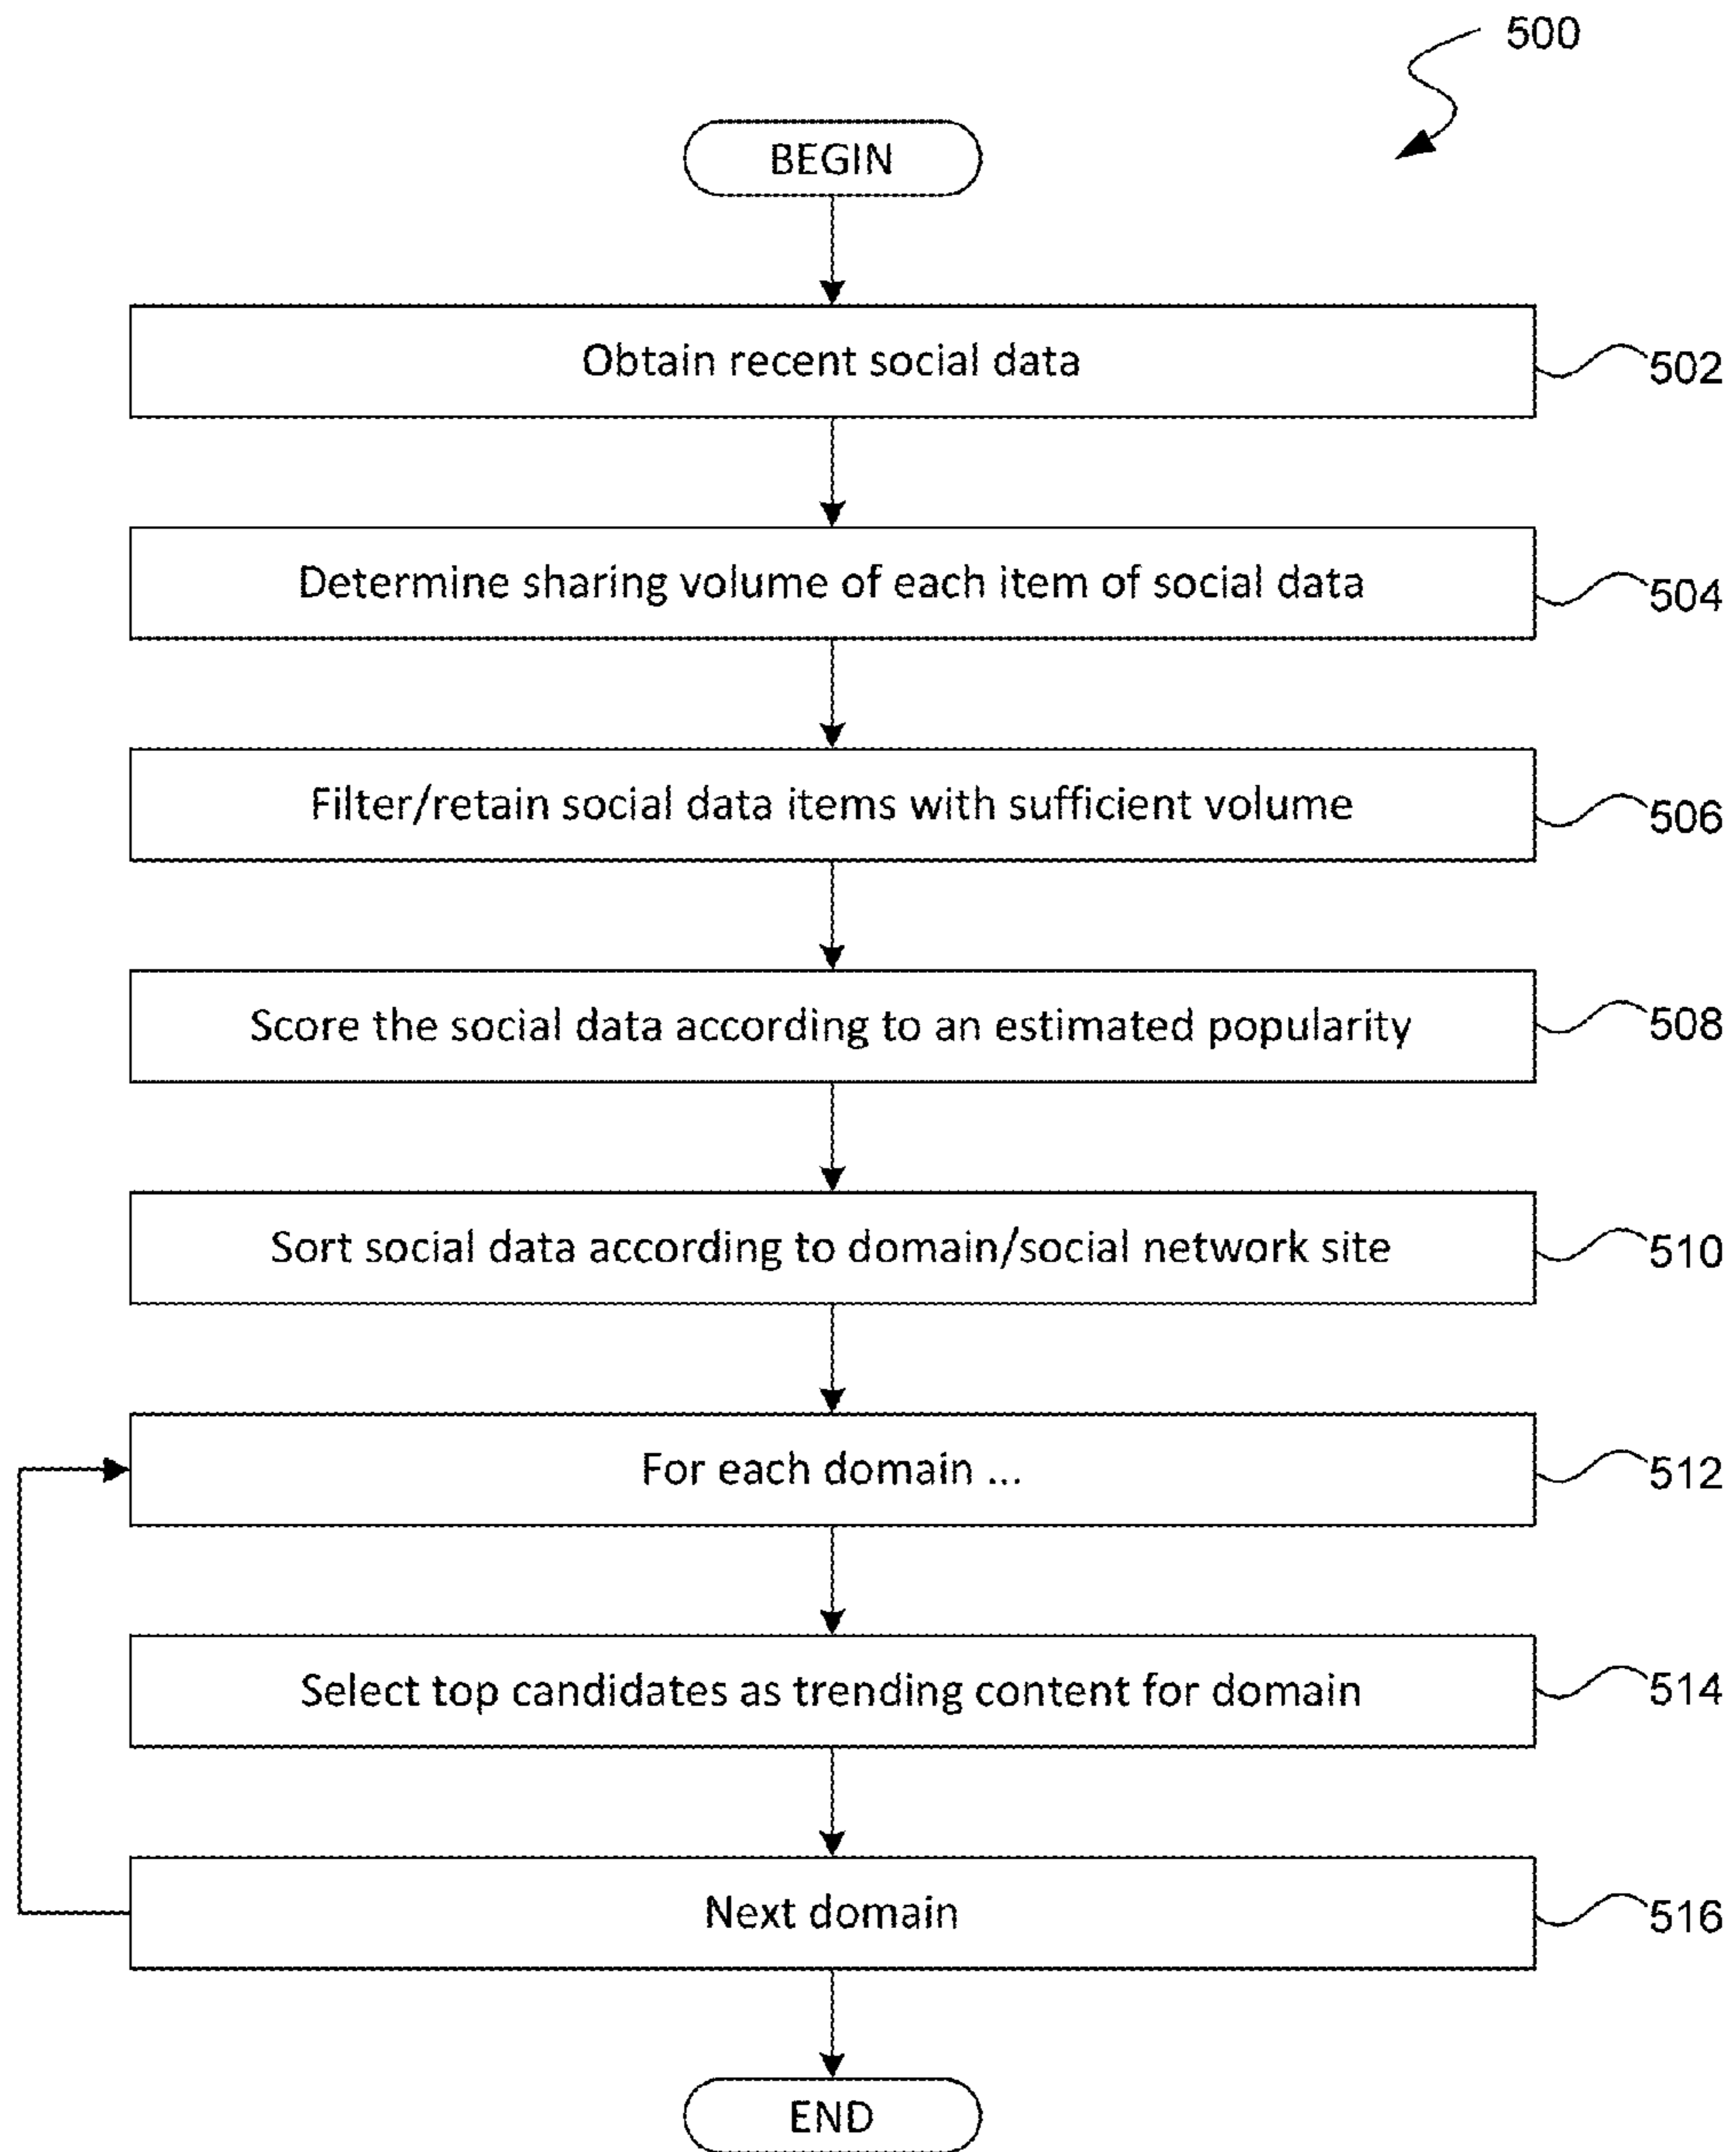 500
BEGIN
Obtain recent social data
502
Determine sharing volume of each item of social data
504
Filter/retain social data items with sufficient volume
506
Score the social data according to an estimated popularity
508
Sort social data according to domain/social network site
510
For each domain ...
512
Select top candidates as trending content for domain
514
Next domain
516
END